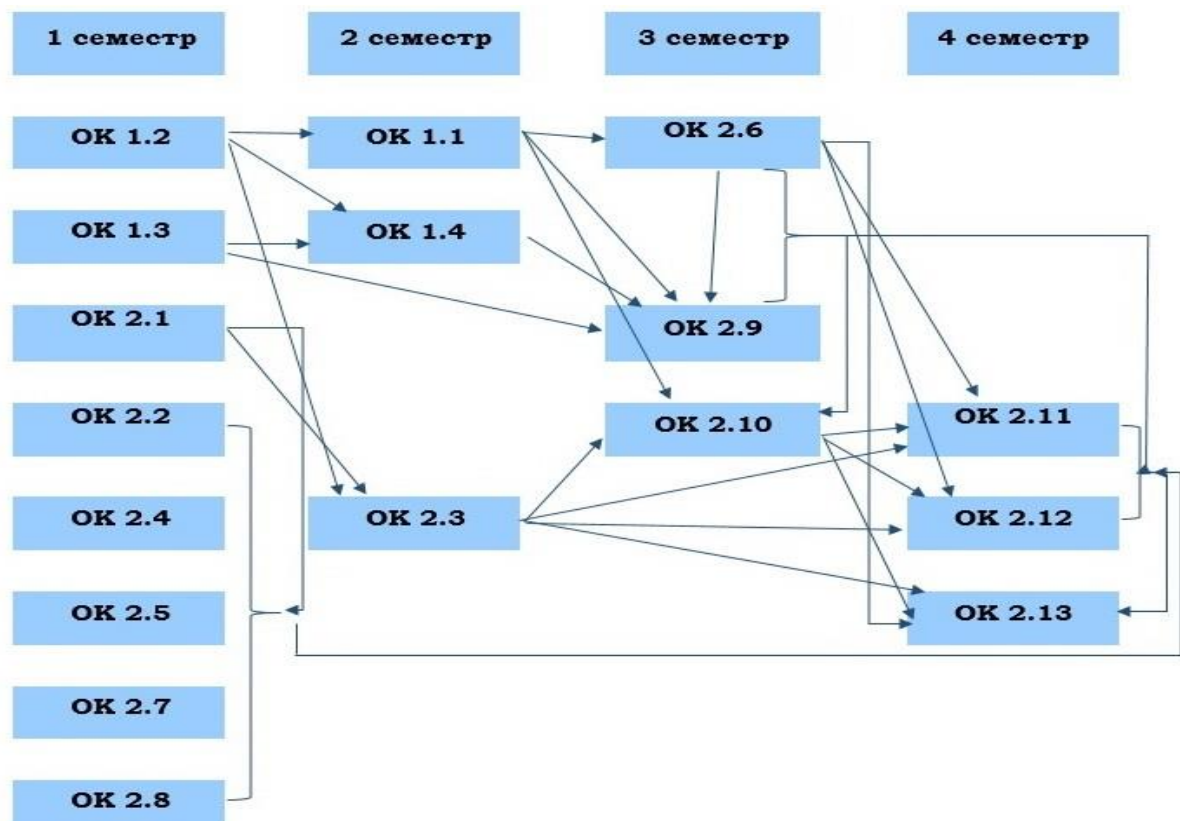 1 семестр
2 семестр
3 семестр
4 семестр
ОК 1.2
ОК 1.1
ОК 2.6
ОК 1.3
ОК 1.4
ОК 2.1
ОК 2.9
ОК 2.2
ОК 2.10
ОК 2.11
ОК 2.4
ОК 2.3
ОК 2.12
ОК 2.5
ОК 2.13
ОК 2.7
ОК 2.8